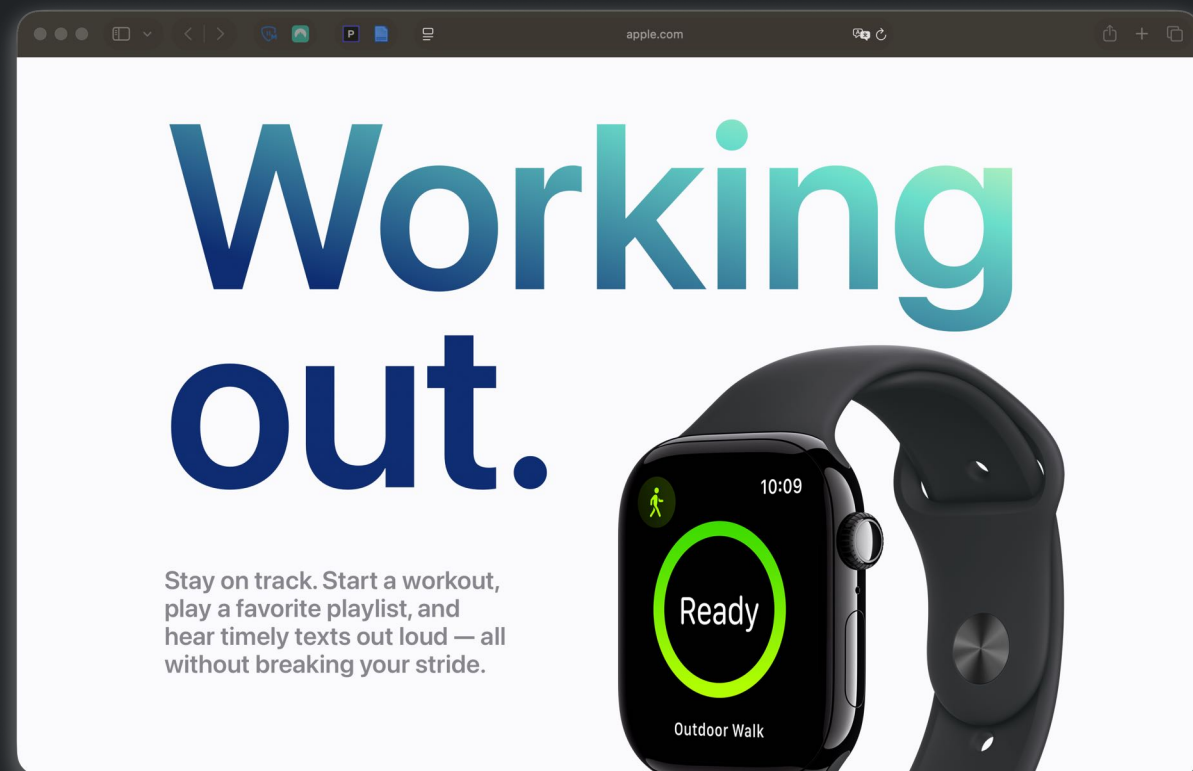 P
apple.com
Working
out.
Stay on track. Start a workout,
play a favorite playlist, and
hear timely texts out loud — all
without breaking your stride.
10:09
Ready
Outdoor Walk